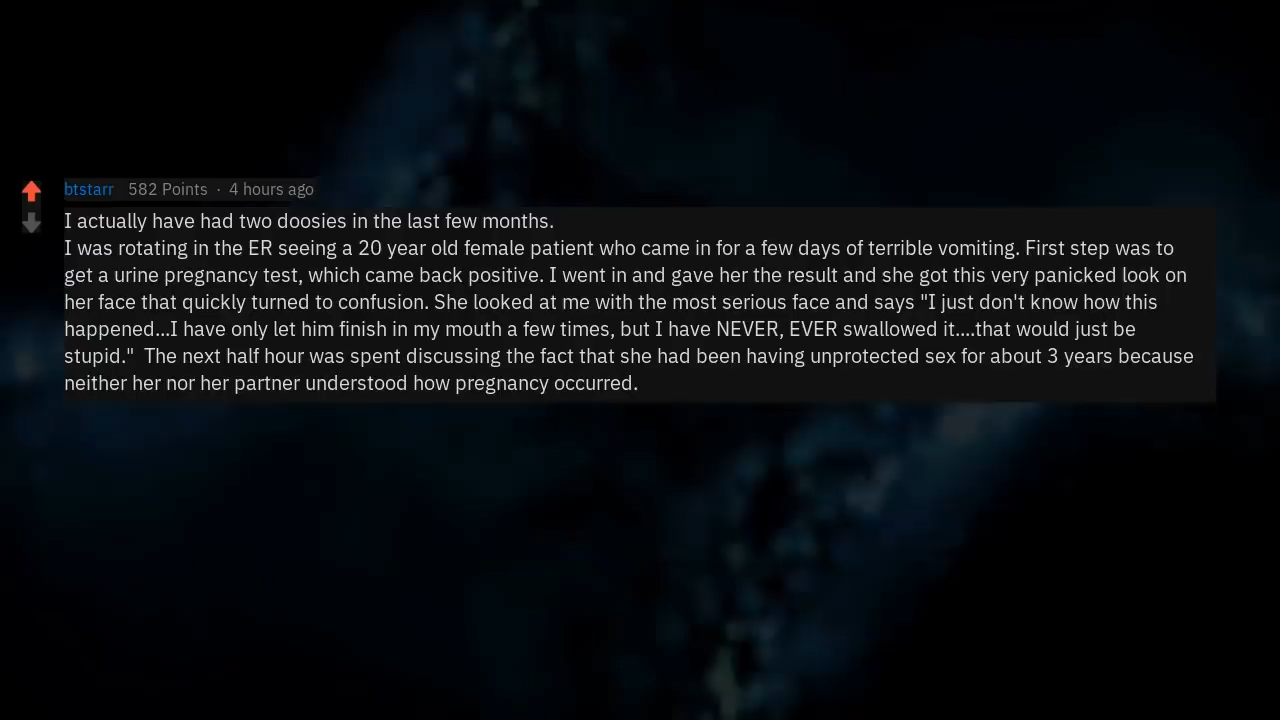 btstarr 582 Points · 4 hours ago
I actually have had two doosies in the last few months.
I was rotating in the ER seeing a 20 year old female patient who came in for a few days of terrible vomiting. First step was to
get a urine pregnancy test, which came back positive. I went in and gave her the result and she got this very panicked look on
her face that quickly turned to confusion. She looked at me with the most serious face and says "I just don't know how this
happened...I have only let him finish in my mouth a few times, but I have NEVER, EVER swallowed it....that would just be
stupid."  The next half hour was spent discussing the fact that she had been having unprotected sex for about 3 years because
neither her nor her partner understood how pregnancy occurred.